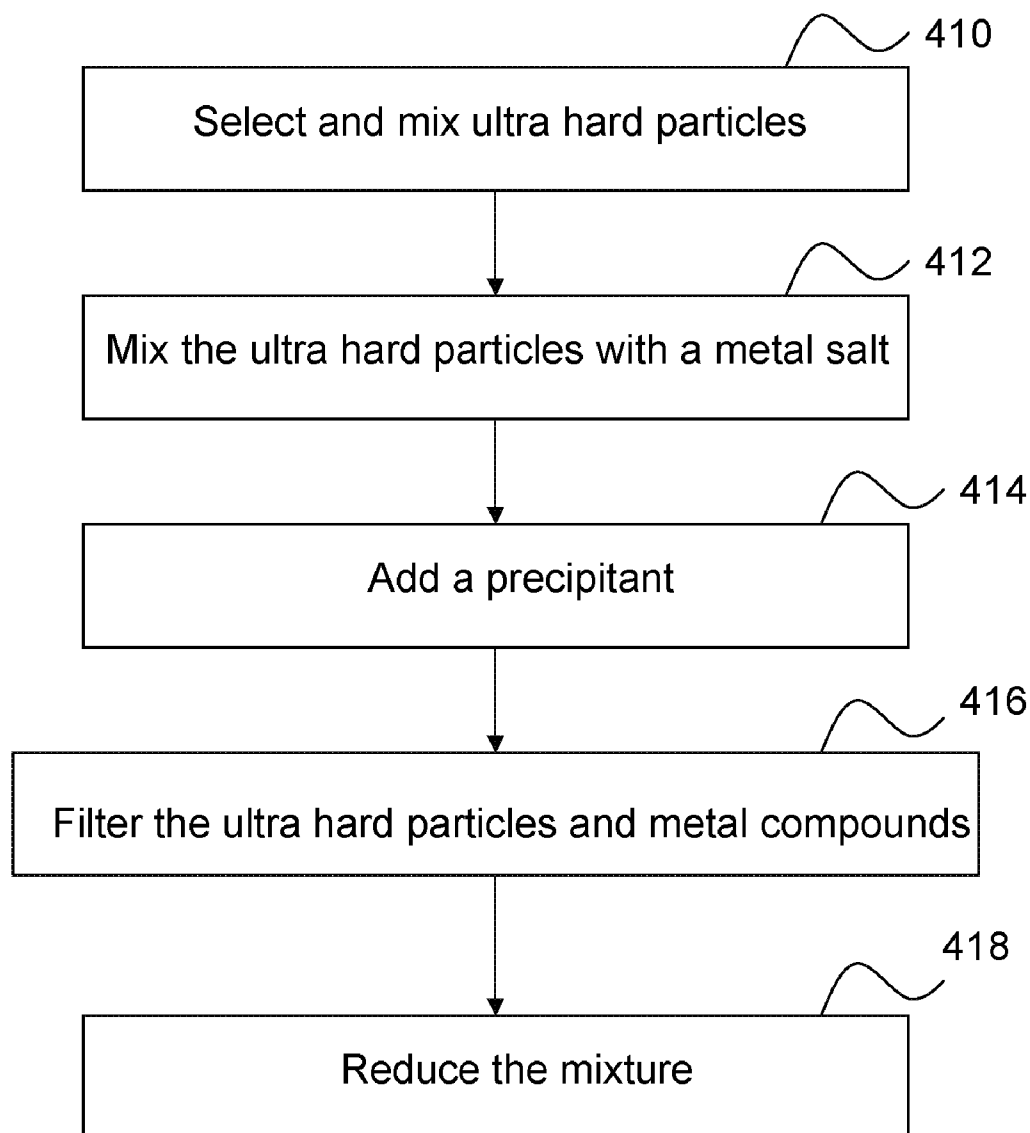 410
Select and mix ultra hard particles
412
Mix the ultra hard particles with a metal salt
414
Add a precipitant
416
Filter the ultra hard particles and metal compounds
418
Reduce the mixture